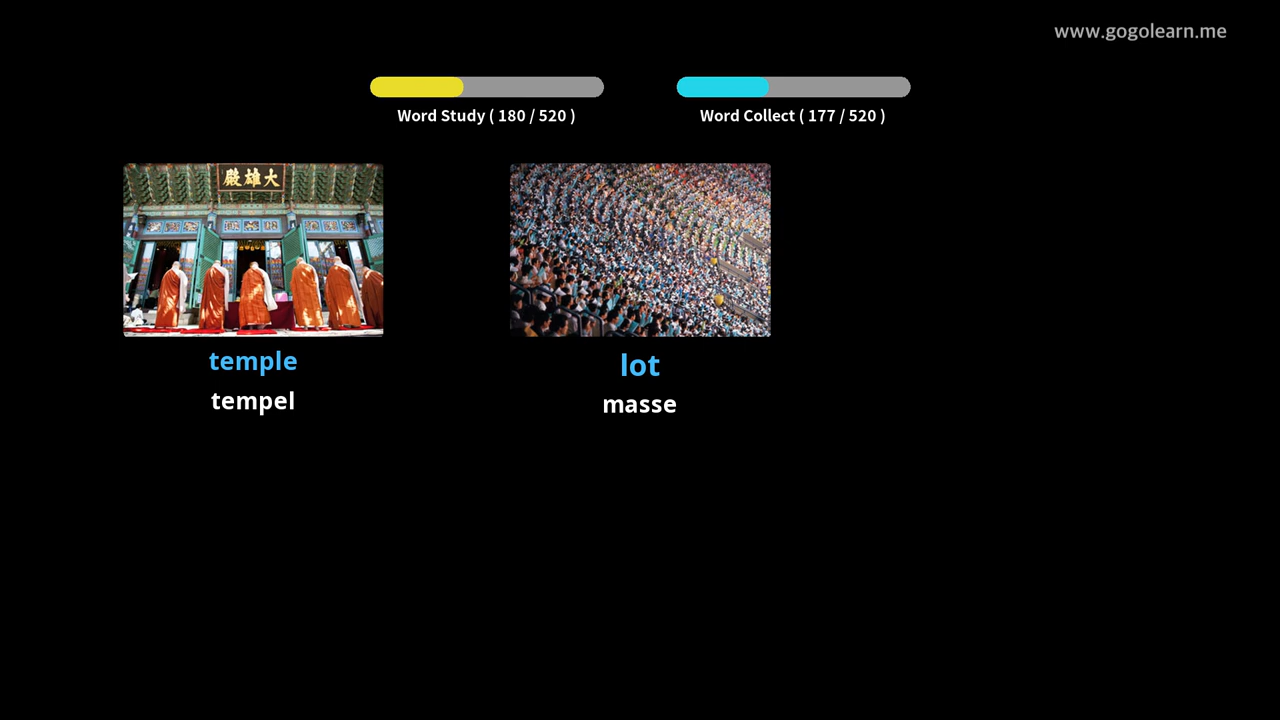 www.gogolearn.me
Word Study ( 180 / 520 )
Word Collect ( 177 / 520 )
殿雄大
temple
tempel
lot
masse